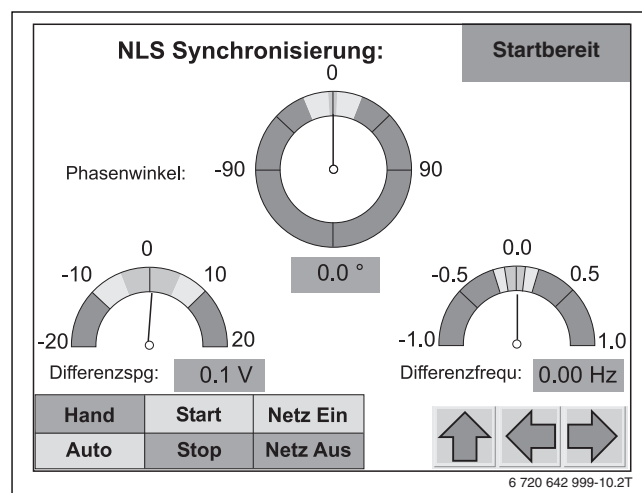 NLS Synchronisierung:
Startbereit
0
Phasenwinkel:
-90
90
0.0 °
0
-10
10
-20
20
Differenzspg:
0.1 V
0.0
-0.5
0.5
-1.0
1.0
Differenzfrequ:
0.00 Hz
Hand
Start
Netz Ein
Auto
Stop
Netz Aus
6 720 642 999-10.2T